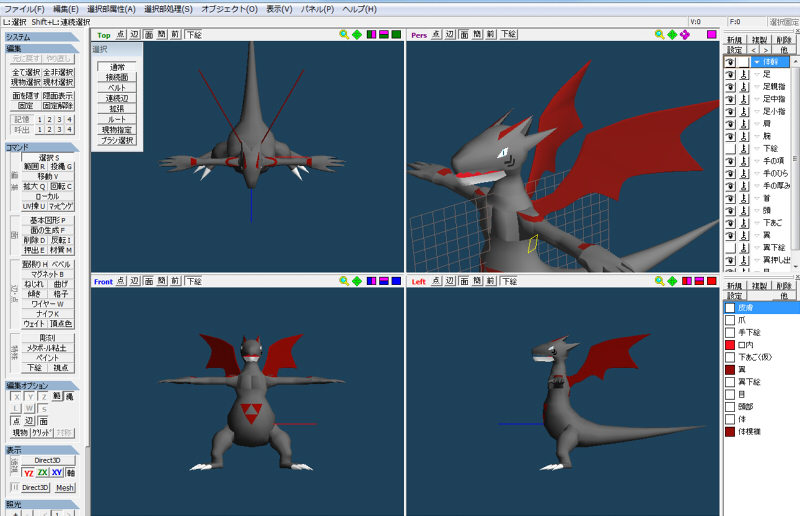 ファイル(F) 編集(E) 選択部属性(A) 選択部処理(S) オブジェクト(O) 表示(V) パネル(P) ヘルプ(H)
L:選択 Shift+L:連続選択 V:0 F:0 選択固定
システム
編集
元に戻す やり直し
全て選択 全非選択
現物選択 現材選択
面を隠す 隠面表示
固定 固定解除
記憶 1 2 3 4
呼出 1 2 3 4
コマンド
選択 S
範囲 R 投縄 G
移動 V
拡大 Q 回転 C
ローカル
UV操 U マッピング
基本図形 P
面の生成 F
削除 D 反転 I
押出 E 材質 M
面張り H ベベル
マグネット B
ねじれ 曲げ
傾き 格子
ワイヤー W
ナイフ K
ウェイト 頂点色
彫刻
メタボール粘土
ペイント
下絵 視点
編集オプション
X Y Z 範 縄
L W S
点 辺 面
現物 グリッド 対称
表示
Direct3D
YZ ZX XY 軸
Direct3D Mesh
照光
Top 点 辺 面 簡 前 下絵
選択
通常
接続面
ベルト
連続辺
拡張
ルート
現物指定
ブラシ選択
Pers 点 辺 面 簡 前 下絵
Front 点 辺 面 簡 前 下絵
Left 点 辺 面 簡 前 下絵
新規 複製 削除
設定 < > 他
体幹
足
足親指
足中指
足小指
肩
腕
下絵
手の項
手のひら
手の厚み
首
頭
下あご
翼
翼下絵
翼押し出
目
新規 複製 削除
設定 他
皮膚
爪
手下絵
口内
下あご(仮)
翼
翼下絵
目
頭部
体
体模様